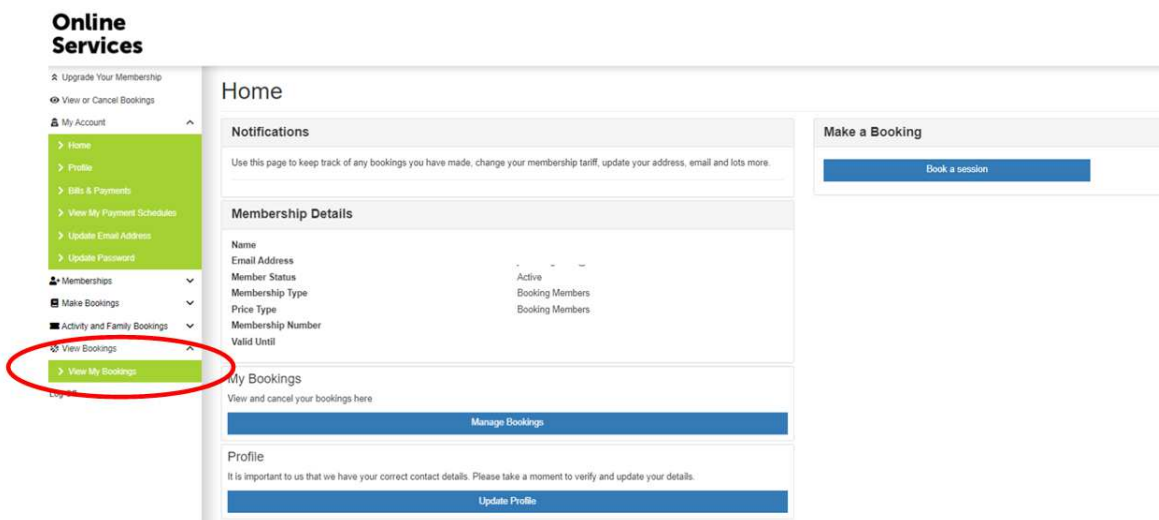 Online
Services
Upgrade Your Membership
View or Cancel Bookings
My Account
Home
Profile
Bills & Payments
View My Payment Schedules
Update Email Address
Update Password
Memberships
Make Bookings
Activity and Family Bookings
View Bookings
View My Bookings
Home
Notifications
Use this page to keep track of any bookings you have made, change your membership tariff, update your address, email and lots more.
Membership Details
Name
Email Address
Member Status Active
Membership Type Booking Members
Price Type Booking Members
Membership Number
Valid Until
My Bookings
View and cancel your bookings here
Manage Bookings
Profile
It is important to us that we have your correct contact details. Please take a moment to verify and update your details.
Update Profile
Make a Booking
Book a session